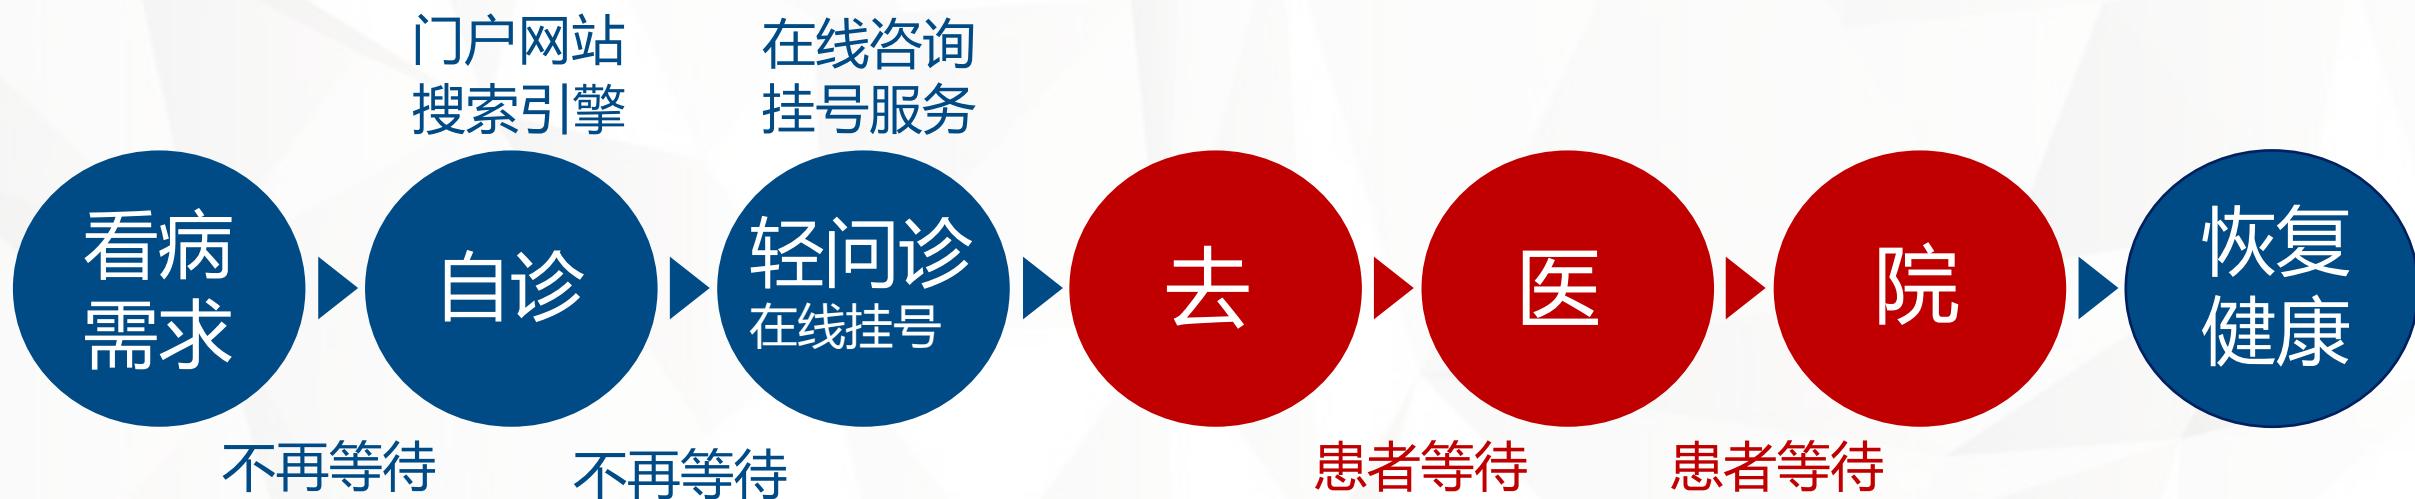 门户网站
搜索引擎
在线咨询
挂号服务
看病
需求
自诊
轻问诊
在线挂号
去
医
院
恢复
健康
不再等待
不再等待
患者等待
患者等待